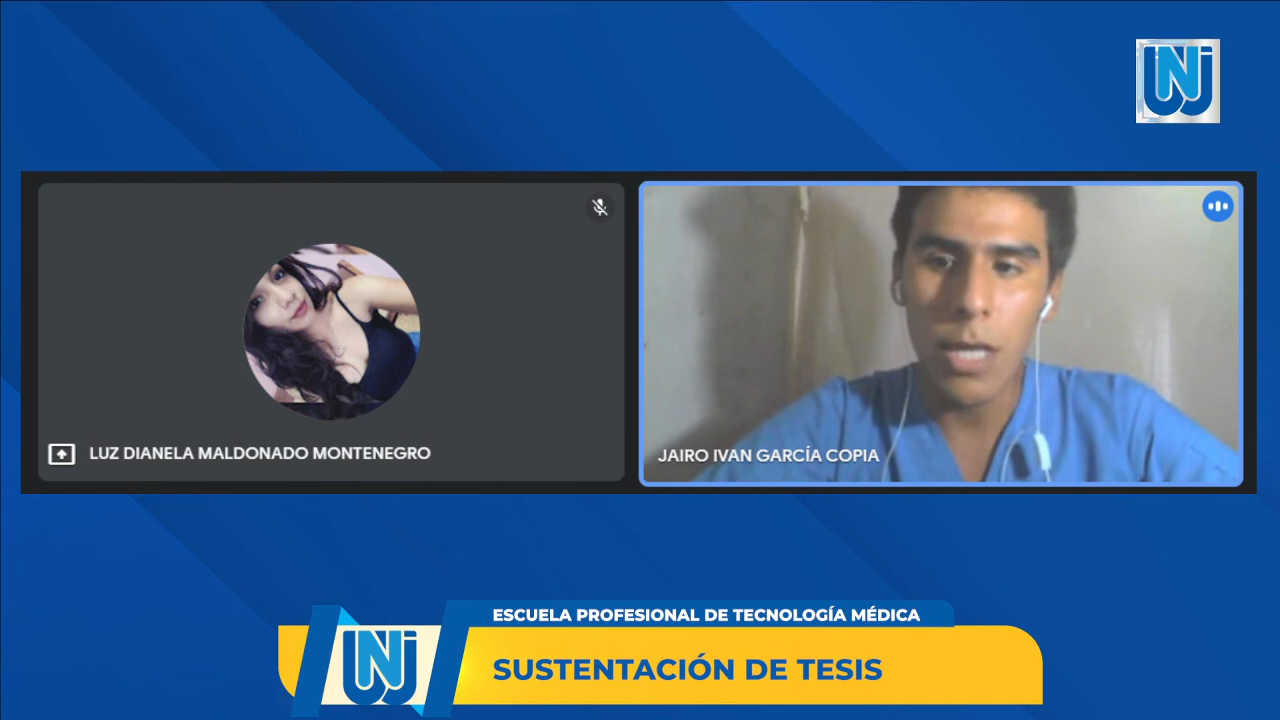 UNJ
LUZ DIANELA MALDONADO MONTENEGRO
JAIRO IVAN GARCÍA COPIA
ESCUELA PROFESIONAL DE TECNOLOGÍA MÉDICA
UNJ
SUSTENTACIÓN DE TESIS